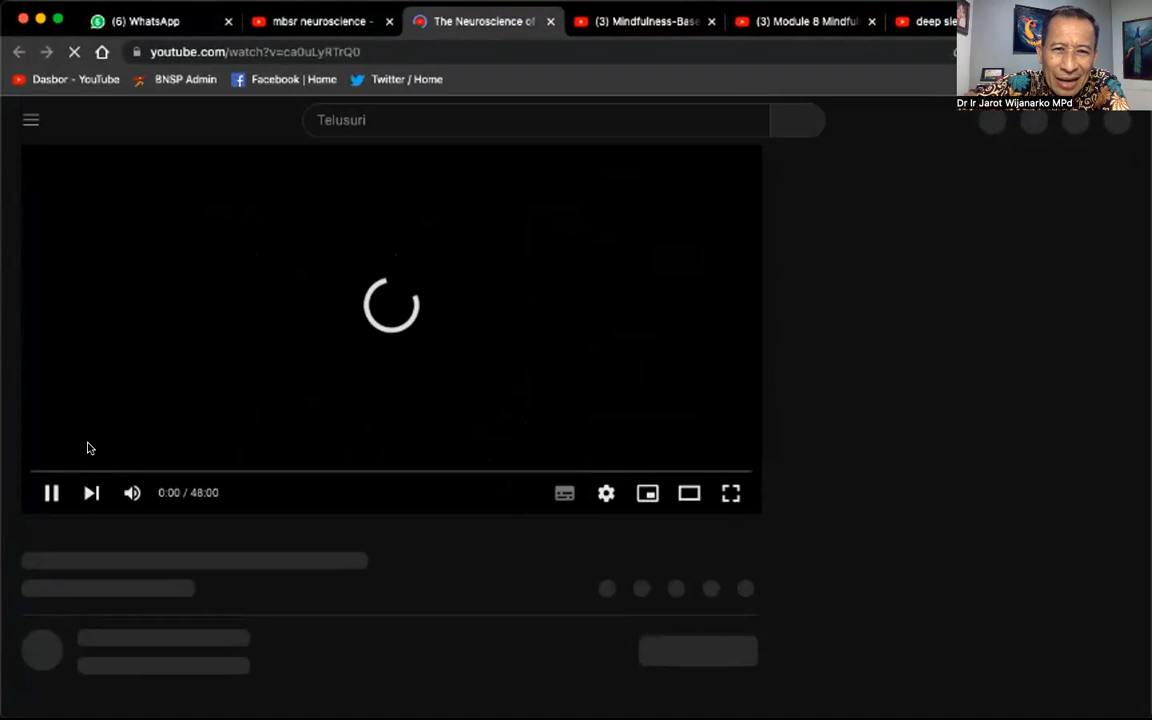 (6) WhatsApp
mbsr neuroscience -
The Neuroscience of
(3) Mindfulness-Base
(3) Module 8 Mindful
deep sle
youtube.com/watch?v=ca0uLyRTrQ0
Dasbor - YouTube
BNSP Admin
Facebook | Home
Twitter / Home
Dr Ir Jarot Wijanarko MPd
Telusuri
0:00 / 48:00